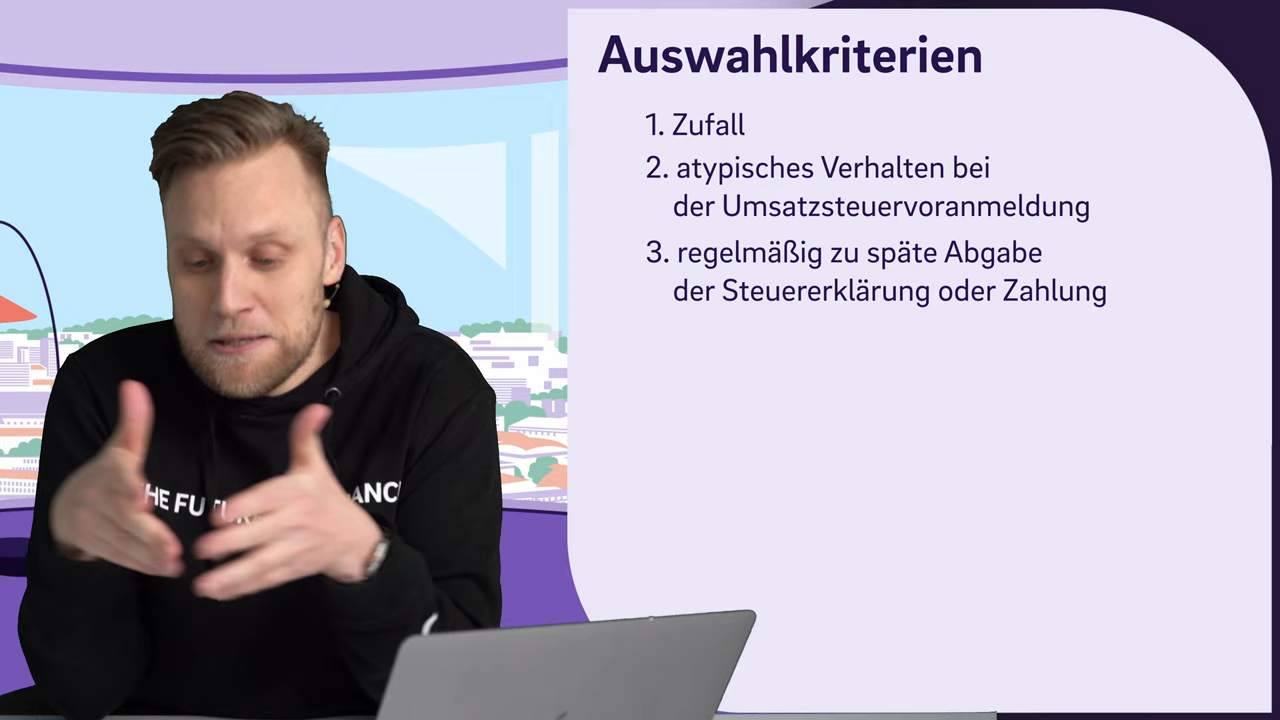 Auswahlkriterien
1. Zufall
2. atypisches Verhalten bei
der Umsatzsteuervoranmeldung
3. regelmäßig zu späte Abgabe
der Steuererklärung oder Zahlung